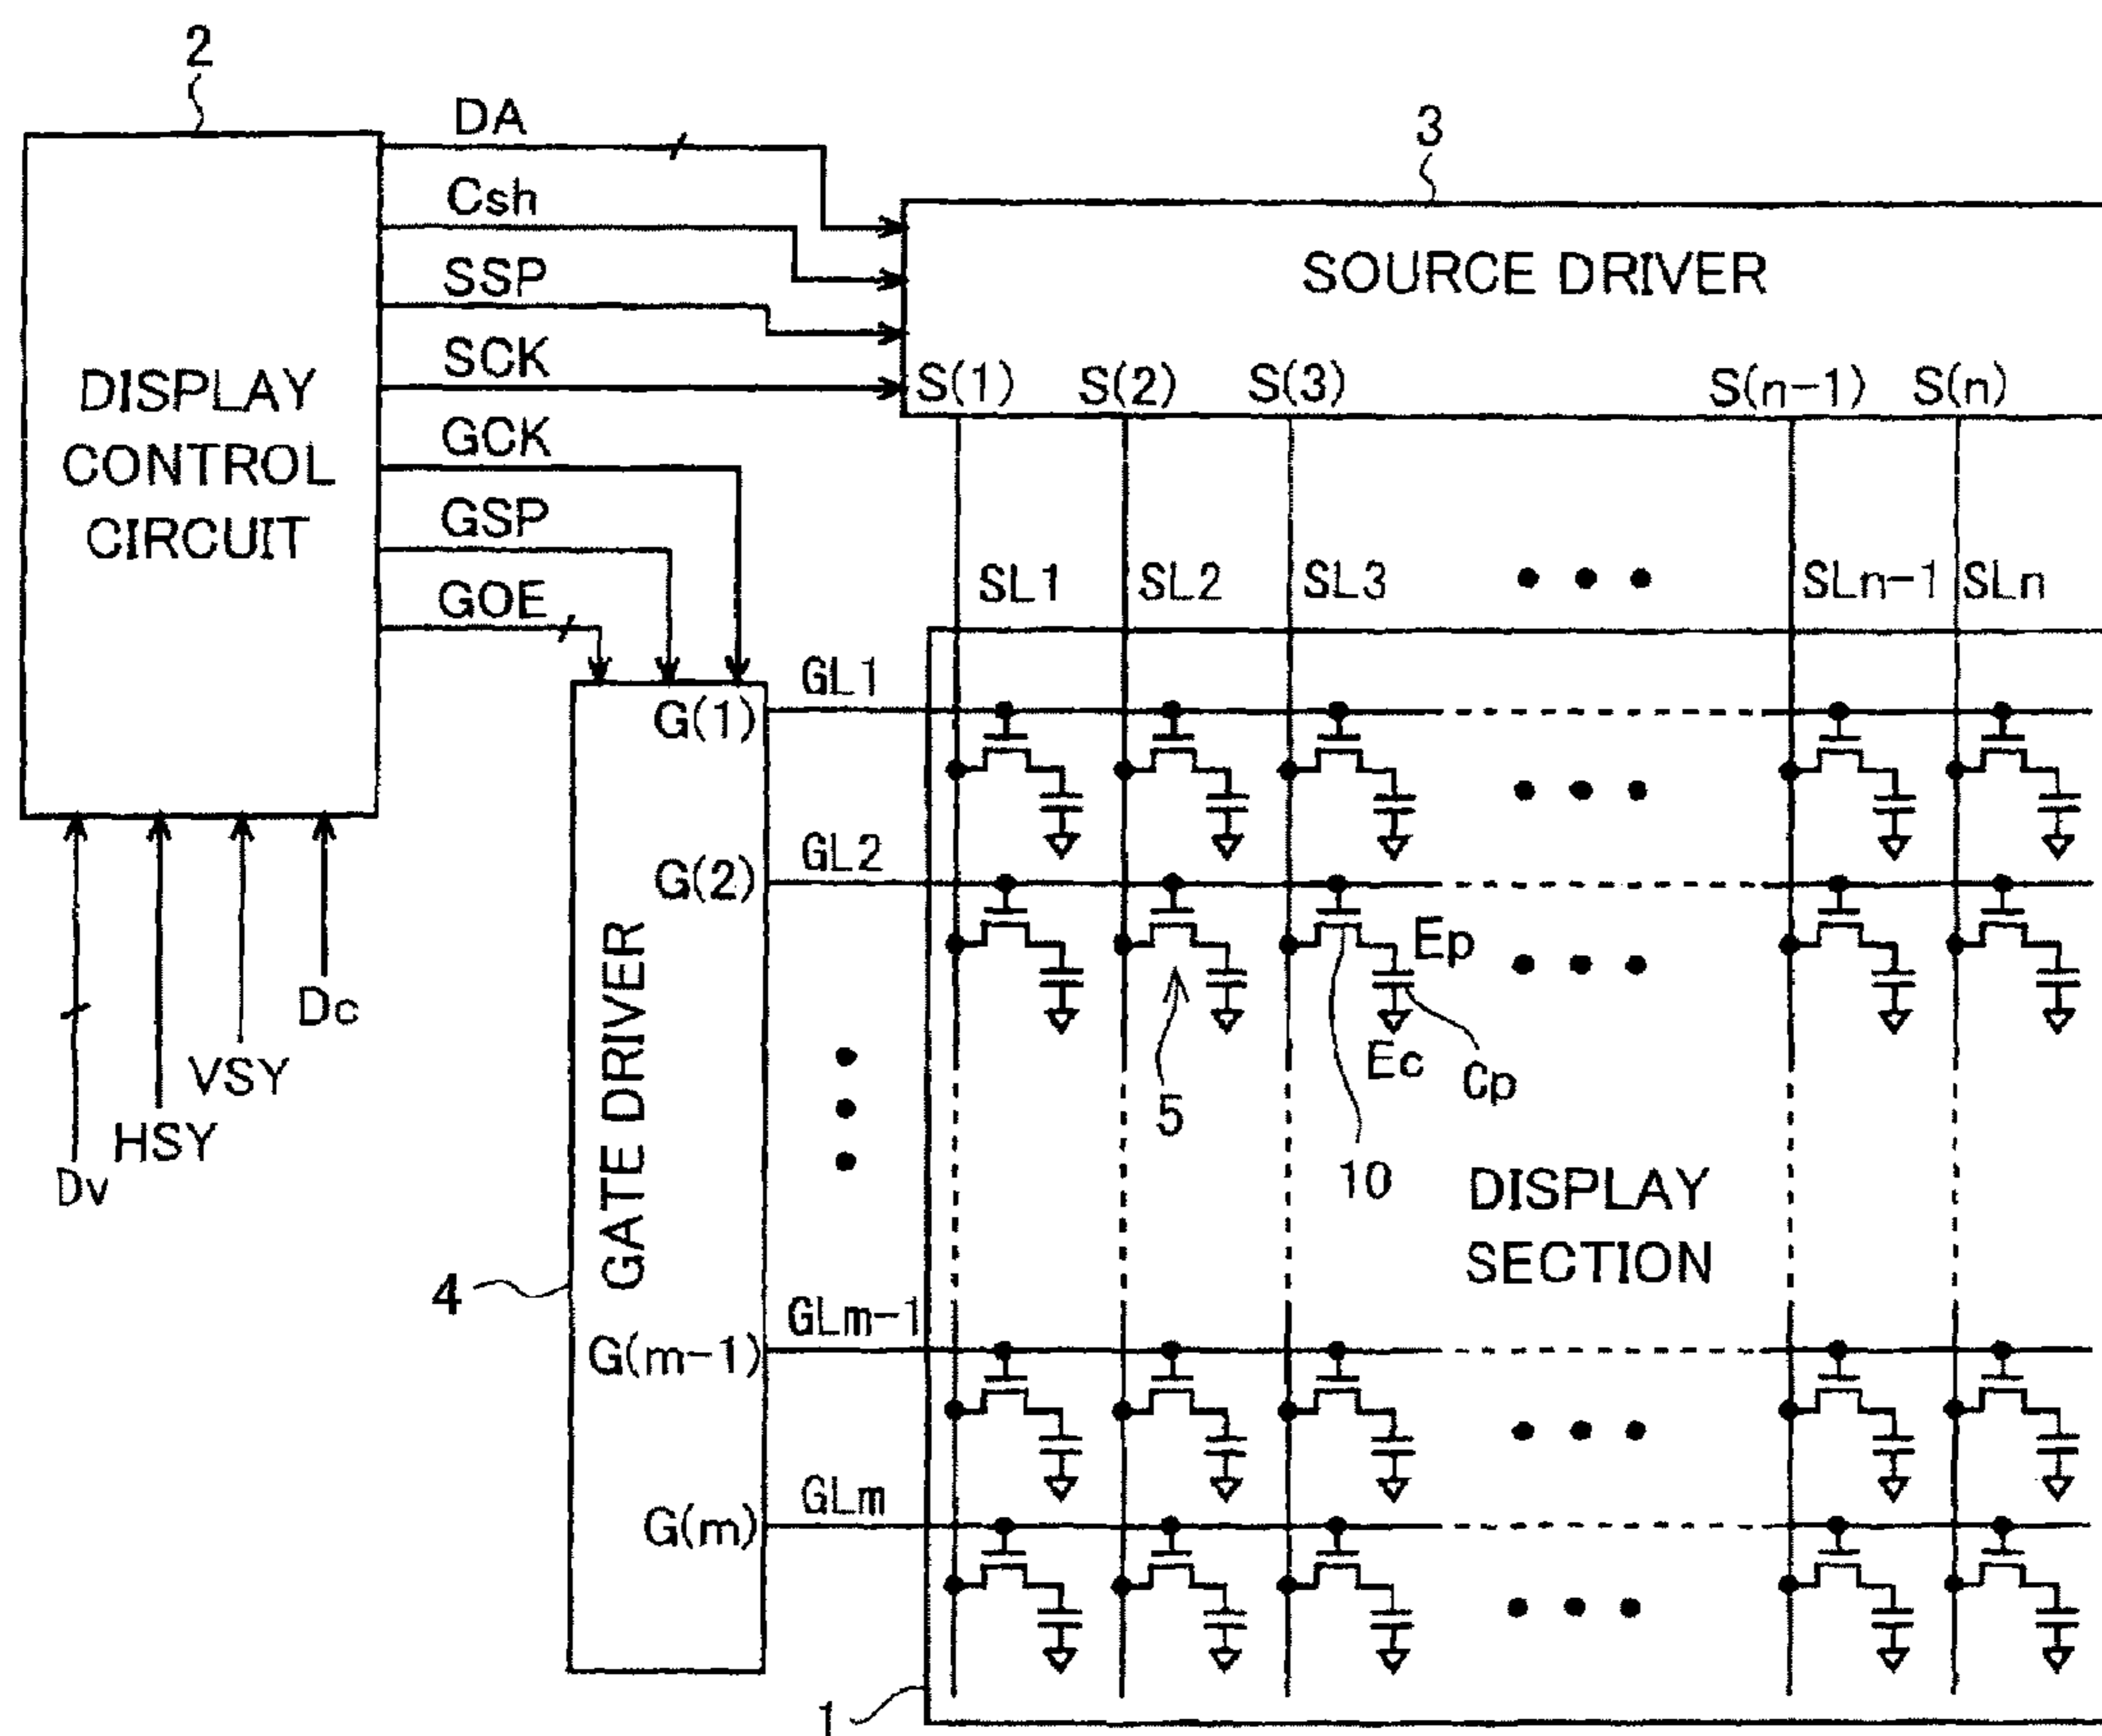 2
DA
3
Csh
SOURCE DRIVER
SSP
SCK
S(1) S(2) S(3) S(n-1) S(n)
DISPLAY
CONTROL
CIRCUIT
GCK
GSP
GOE
SL1 SL2 SL3 SLn-1 SLn
GL1
G(1)
GL2
G(2)
GATE DRIVER
Ep
Ec
Cp
5
10
Dc
VSY
HSY
Dv
DISPLAY
SECTION
4
GLm-1
G(m-1)
GLm
G(m)
1